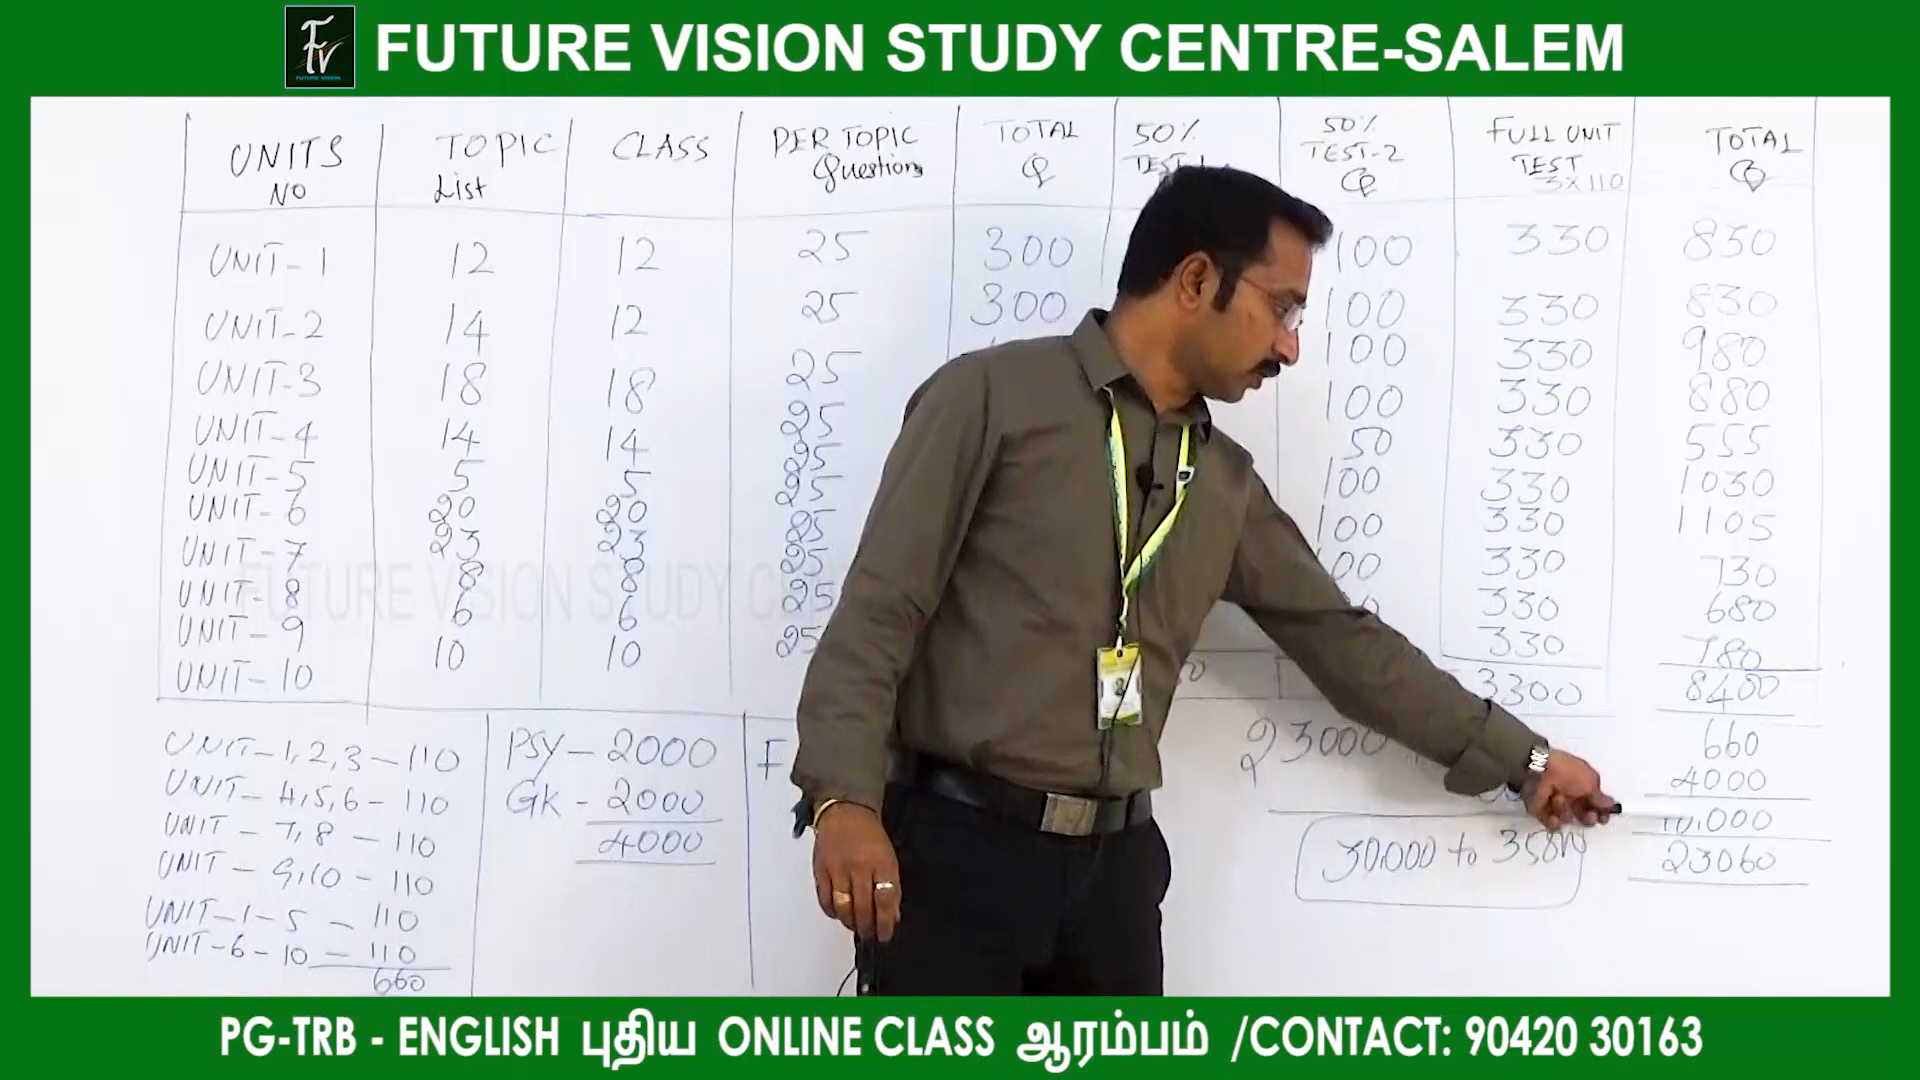 FV
FUTURE VISION
FUTURE VISION STUDY CENTRE-SALEM
UNITS NO | TOPIC List | CLASS | PER TOPIC Questions | TOTAL Q | 50% | 50% TEST-2 Q | FULL UNIT TEST 3X110 | TOTAL Q
UNIT-1 12 12 25 300 100 330 830
UNIT-2 14 12 25 300 100 330 830
UNIT-3 18 18 25 100 330 980
UNIT-4 14 14 25 100 330 880
UNIT-5 5 5 25 50 330 555
UNIT-6 20 20 25 100 330 1030
UNIT-7 23 23 25 100 330 1105
UNIT-8 8 8 25 00 330 730
UNIT-9 6 6 25 330 680
UNIT-10 10 10 25 330 780
3300 8400
FUTURE VISION STUDY
UNIT-1,2,3-110
UNIT-4,5,6-110
UNIT-7,8-110
UNIT-9,10-110
UNIT-1-5-110
UNIT-6-10-110
660
PSY-2000
GK-2000
4000
F
23000
30,000 to
660
4000
10,000
23060
PG-TRB - ENGLISH புதிய ONLINE CLASS ஆரம்பம் /CONTACT: 90420 30163